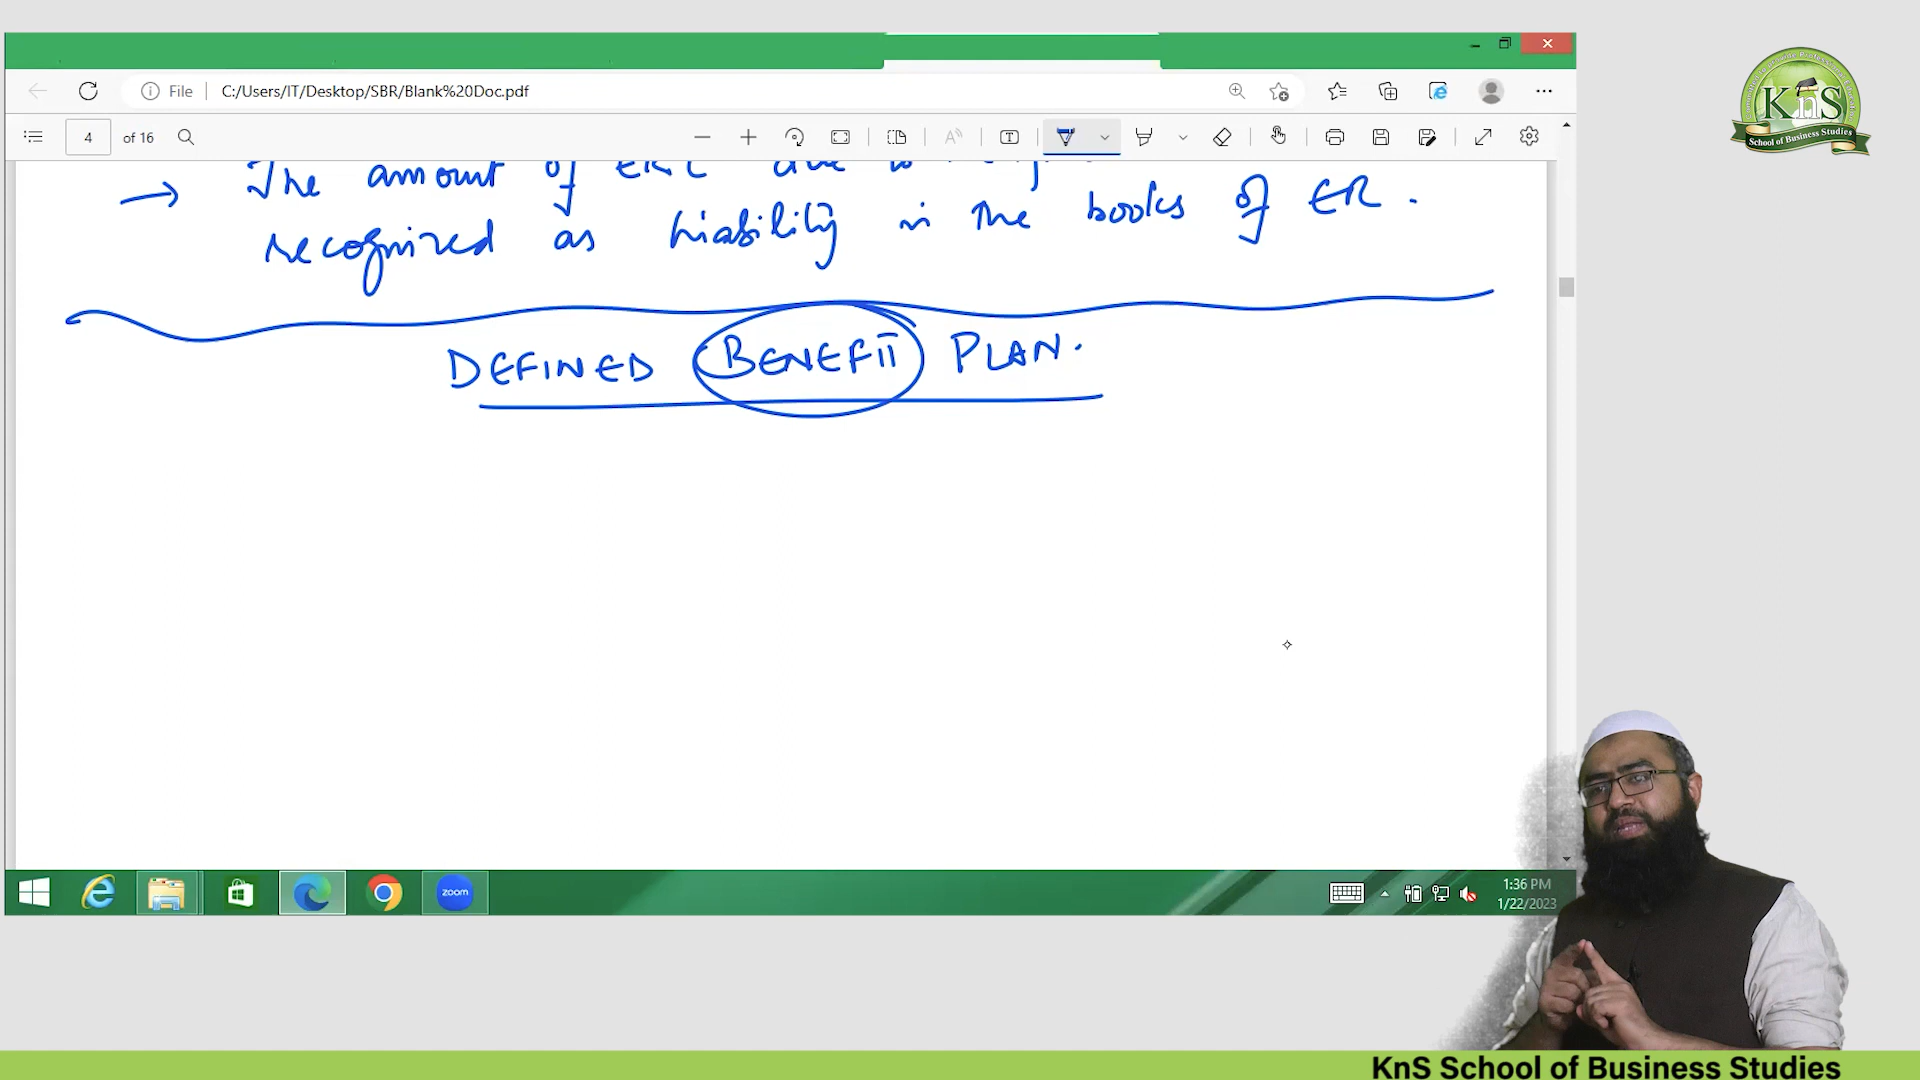 File C:/Users/IT/Desktop/SBR/Blank%20Doc.pdf
4 of 16
→ The amount of
recognized as liability in the books of ER.
DEFINED BENEFIT PLAN.
KnS
School of Business Studies
zoom
1:36 PM
1/22/2023
KnS School of Business Studies